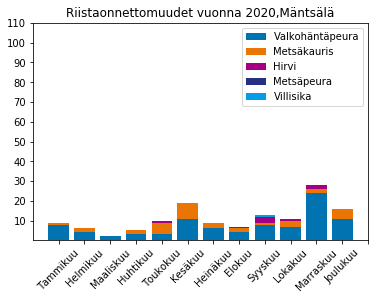 Riistaonnettomuudet vuonna 2020,Mäntsälä
110
100
90
80
70
60
50
40
30
20
10
Valkohäntäpeura
Metsäkauris
Hirvi
Metsäpeura
Villisika
Tammikuu
Helmikuu
Maaliskuu
Huhtikuu
Toukokuu
Kesäkuu
Heinäkuu
Elokuu
Syyskuu
Lokakuu
Marraskuu
Joulukuu